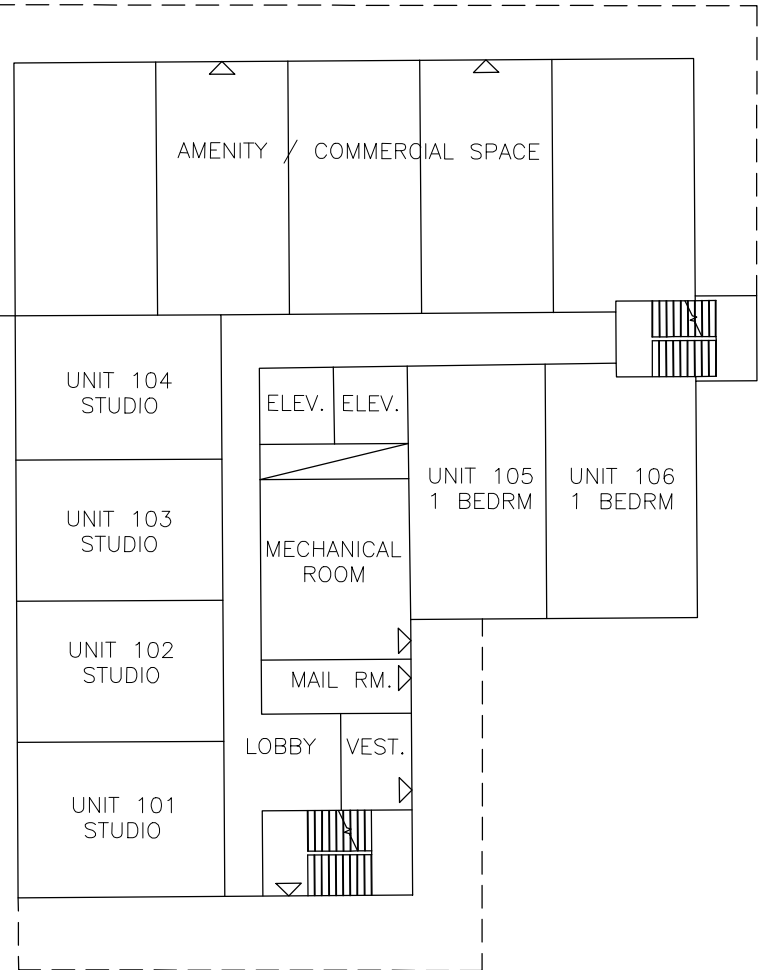 AMENITY / COMMERCIAL SPACE
UNIT 104
STUDIO
ELEV.
ELEV.
UNIT 105
1 BEDRM
UNIT 106
1 BEDRM
UNIT 103
STUDIO
MECHANICAL
ROOM
UNIT 102
STUDIO
MAIL RM.
LOBBY
VEST.
UNIT 101
STUDIO